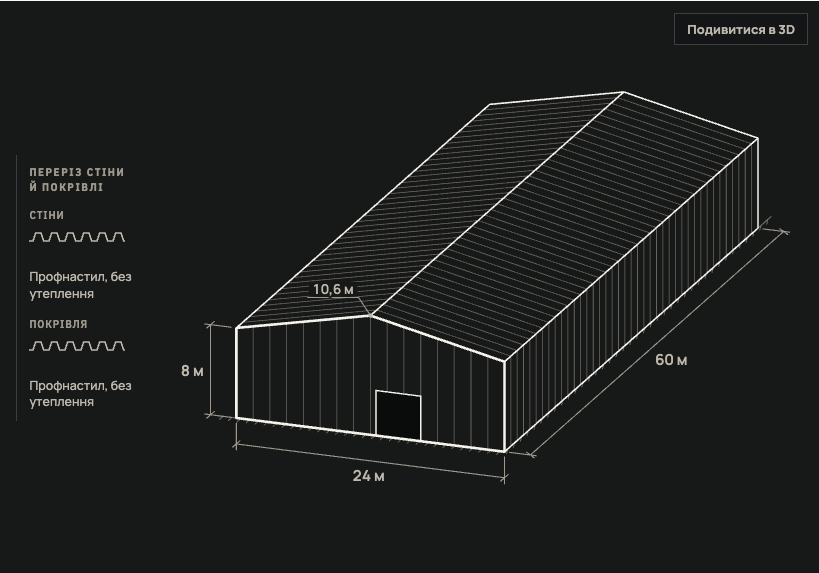 Подивитися в 3D
ПЕРЕРІЗ СТІНИ
Й ПОКРІВЛІ
СТІНИ
Профнастил, без
утеплення
ПОКРІВЛЯ
Профнастил, без
утеплення
10,6 м
8 м
60 м
24 м